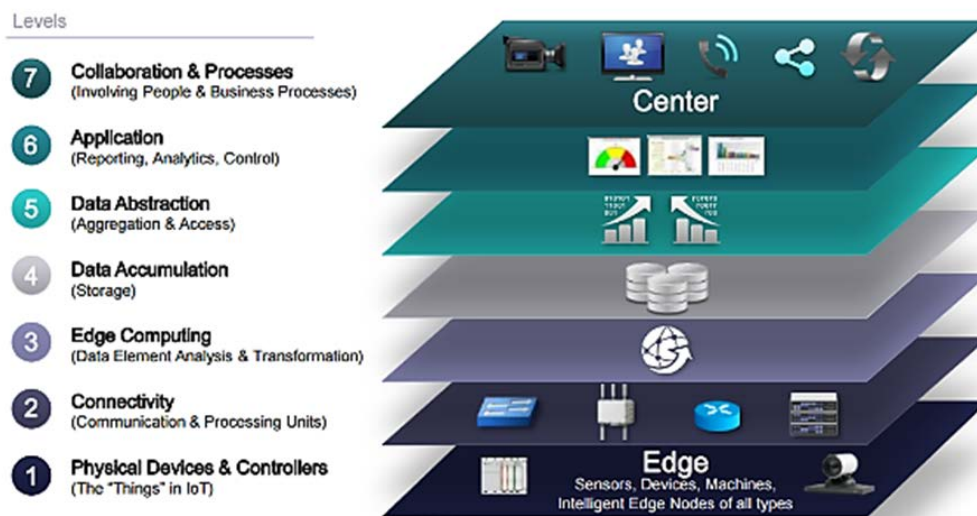 Levels
7
Collaboration & Processes
(Involving People & Business Processes)
6
Application
(Reporting, Analytics, Control)
5
Data Abstraction
(Aggregation & Access)
4
Data Accumulation
(Storage)
3
Edge Computing
(Data Element Analysis & Transformation)
2
Connectivity
(Communication & Processing Units)
1
Physical Devices & Controllers
(The "Things" in IoT)
Center
Edge
Sensors, Devices, Machines,
Intelligent Edge Nodes of all types